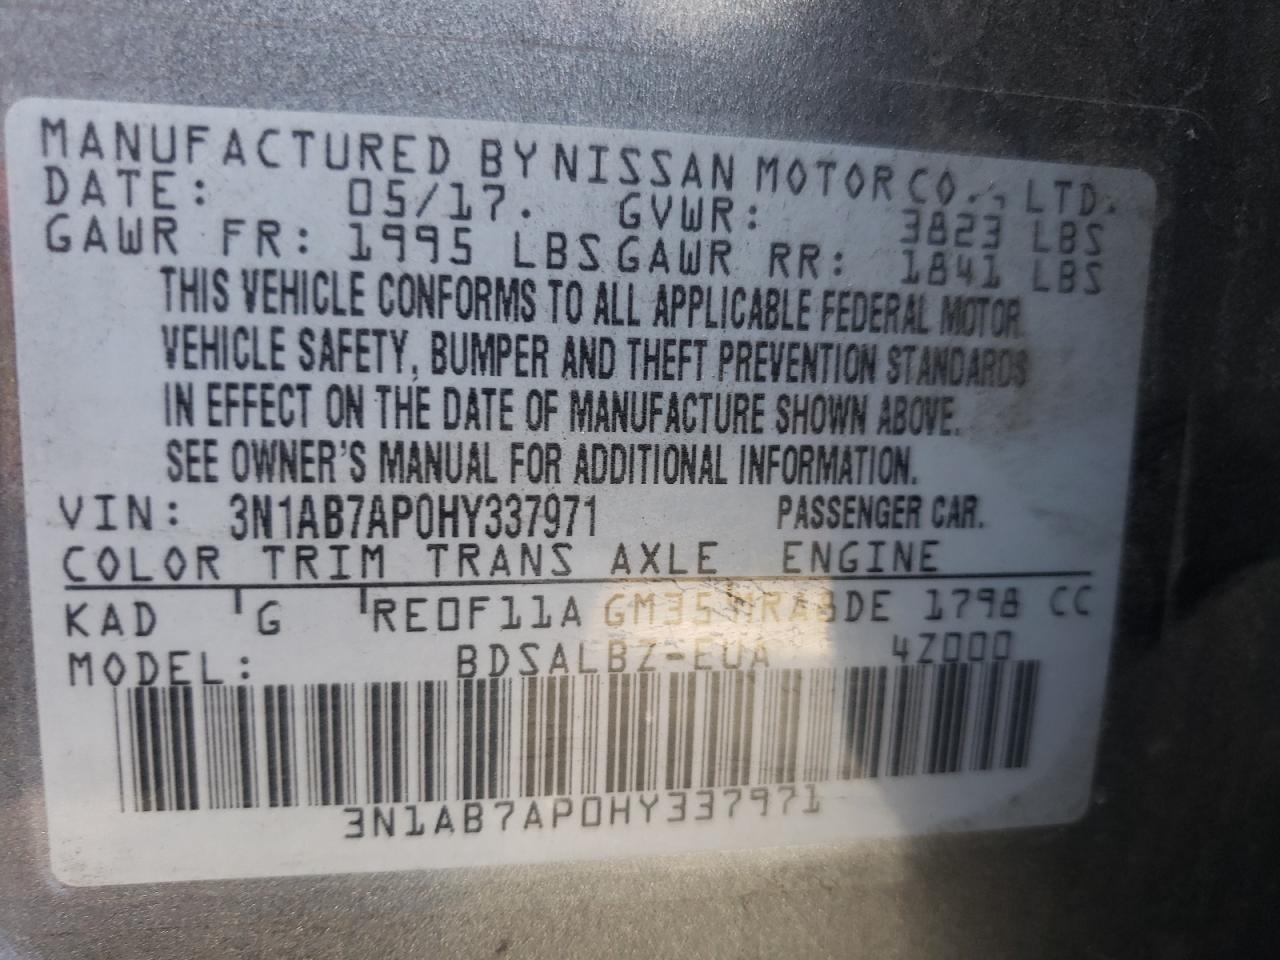 MANUFACTURED BY NISSAN MOTOR CO., LTD.
DATE: 05/17. GVWR: 3823 LBS
GAWR FR: 1995 LBS GAWR RR: 1841 LBS
THIS VEHICLE CONFORMS TO ALL APPLICABLE FEDERAL MOTOR
VEHICLE SAFETY, BUMPER AND THEFT PREVENTION STANDARDS
IN EFFECT ON THE DATE OF MANUFACTURE SHOWN ABOVE.
SEE OWNER'S MANUAL FOR ADDITIONAL INFORMATION.
VIN: 3N1AB7AP0HY337971 PASSENGER CAR.
COLOR TRIM TRANS AXLE ENGINE
KAD G RE0F11A GM35 MRA8DE 1798 CC
MODEL: BDSALBZ-EUA 4Z000
3N1AB7AP0HY337971